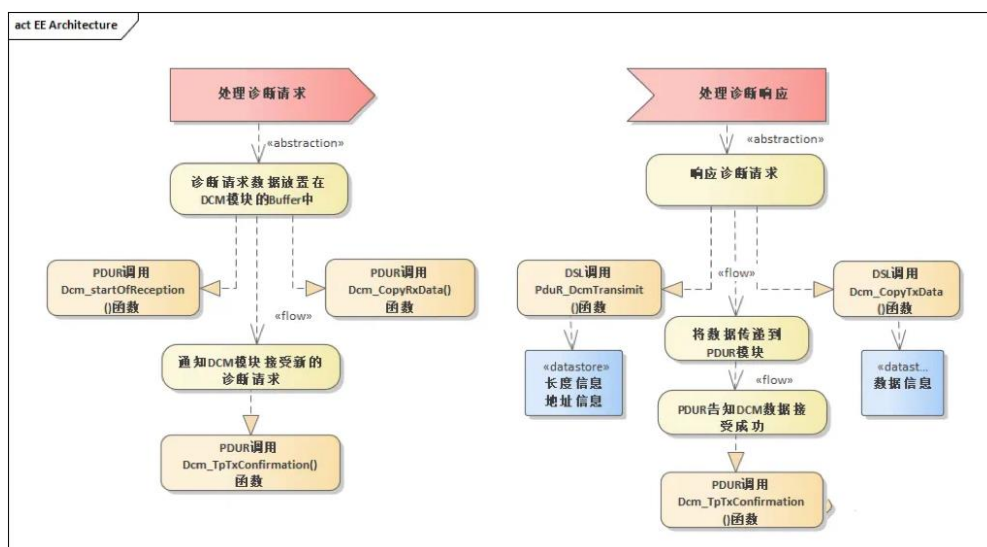 act EE Architecture
处理诊断请求
«abstraction»
诊断请求数据放置在
DCM模块的Buffer中
PDUR调用
Dcm_startOfReception
()函数
PDUR调用
Dcm_CopyRxData()
函数
«flow»
通知DCM模块接受新的
诊断请求
PDUR调用
Dcm_TpTxConfirmation()
函数
处理诊断响应
«abstraction»
响应诊断请求
DSL调用
PduR_DcmTransimit
()函数
«flow»
DSL调用
Dcm_CopyTxData
()函数
将数据传递到
PDUR模块
«datastore»
长度信息
地址信息
«datast...
数据信息
«flow»
PDUR告知DCM数据接
受成功
PDUR调用
Dcm_TpTxConfirmation
()函数